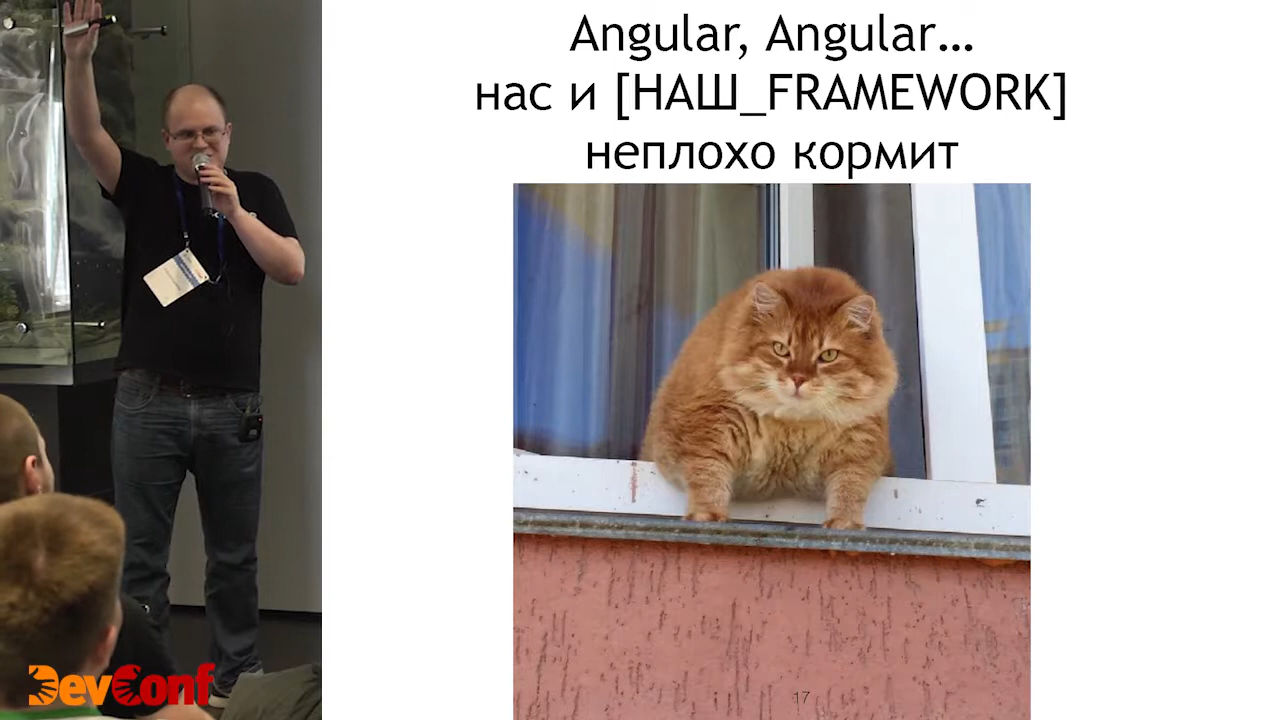 Angular, Angular...
нас и [НАШ_FRAMEWORK]
неплохо кормит
17
DevConf